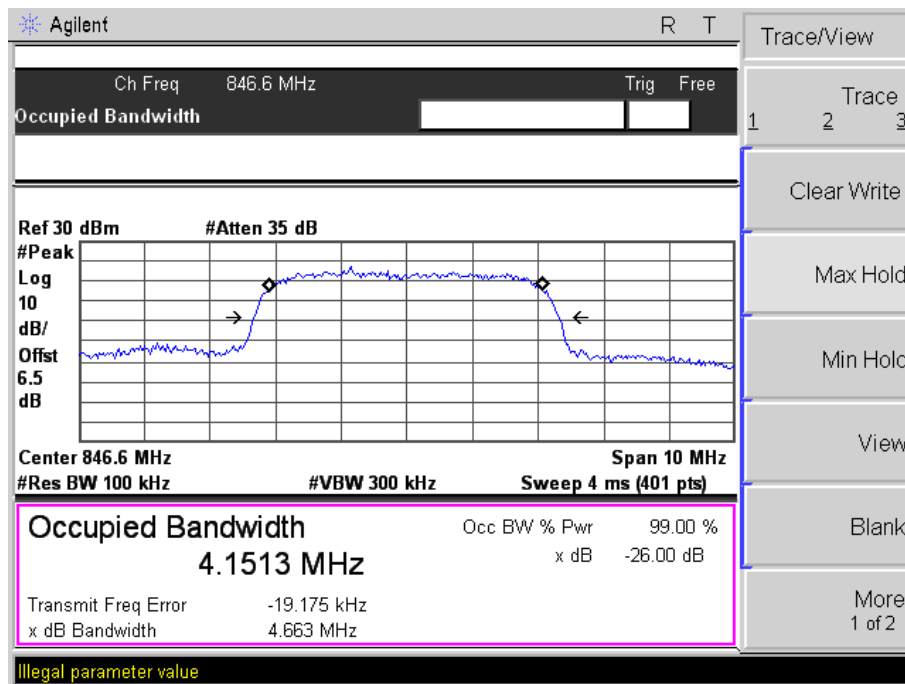 Agilent R T
Trace/View
Ch Freq 846.6 MHz Trig Free
Occupied Bandwidth
Trace
1 2 3
Clear Write
Max Hold
Min Hold
View
Blank
More
1 of 2
Ref 30 dBm #Atten 35 dB
#Peak
Log
10
dB/
Offst
6.5
dB
Center 846.6 MHz Span 10 MHz
#Res BW 100 kHz #VBW 300 kHz Sweep 4 ms (401 pts)
Occupied Bandwidth Occ BW % Pwr 99.00 %
4.1513 MHz x dB -26.00 dB
Transmit Freq Error -19.175 kHz
x dB Bandwidth 4.663 MHz
Illegal parameter value